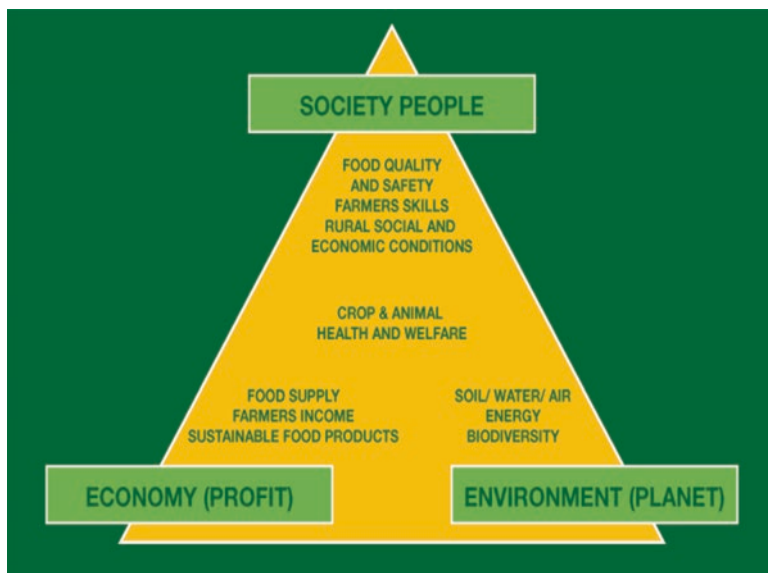 SOCIETY PEOPLE
FOOD QUALITY
AND SAFETY
FARMERS SKILLS
RURAL SOCIAL AND
ECONOMIC CONDITIONS
CROP & ANIMAL
HEALTH AND WELFARE
FOOD SUPPLY
FARMERS INCOME
SUSTAINABLE FOOD PRODUCTS
SOIL/ WATER/ AIR
ENERGY
BIODIVERSITY
ECONOMY (PROFIT)
ENVIRONMENT (PLANET)